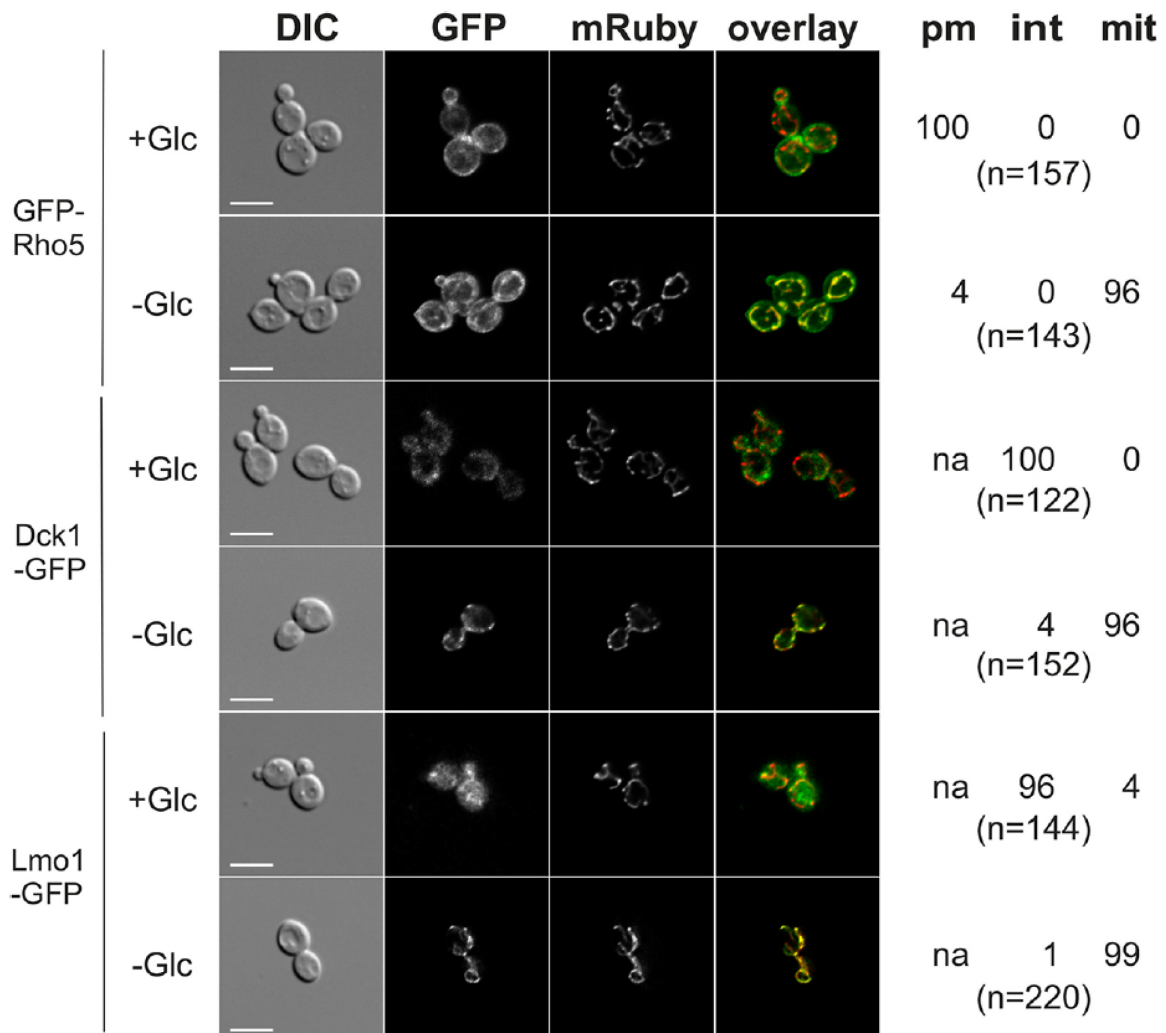 DIC GFP mRuby overlay pm int mit
GFP-
Rho5
+Glc 100 0 0
(n=157)
-Glc 4 0 96
(n=143)
Dck1
-GFP
+Glc na 100 0
(n=122)
-Glc na 4 96
(n=152)
Lmo1
-GFP
+Glc na 96 4
(n=144)
-Glc na 1 99
(n=220)